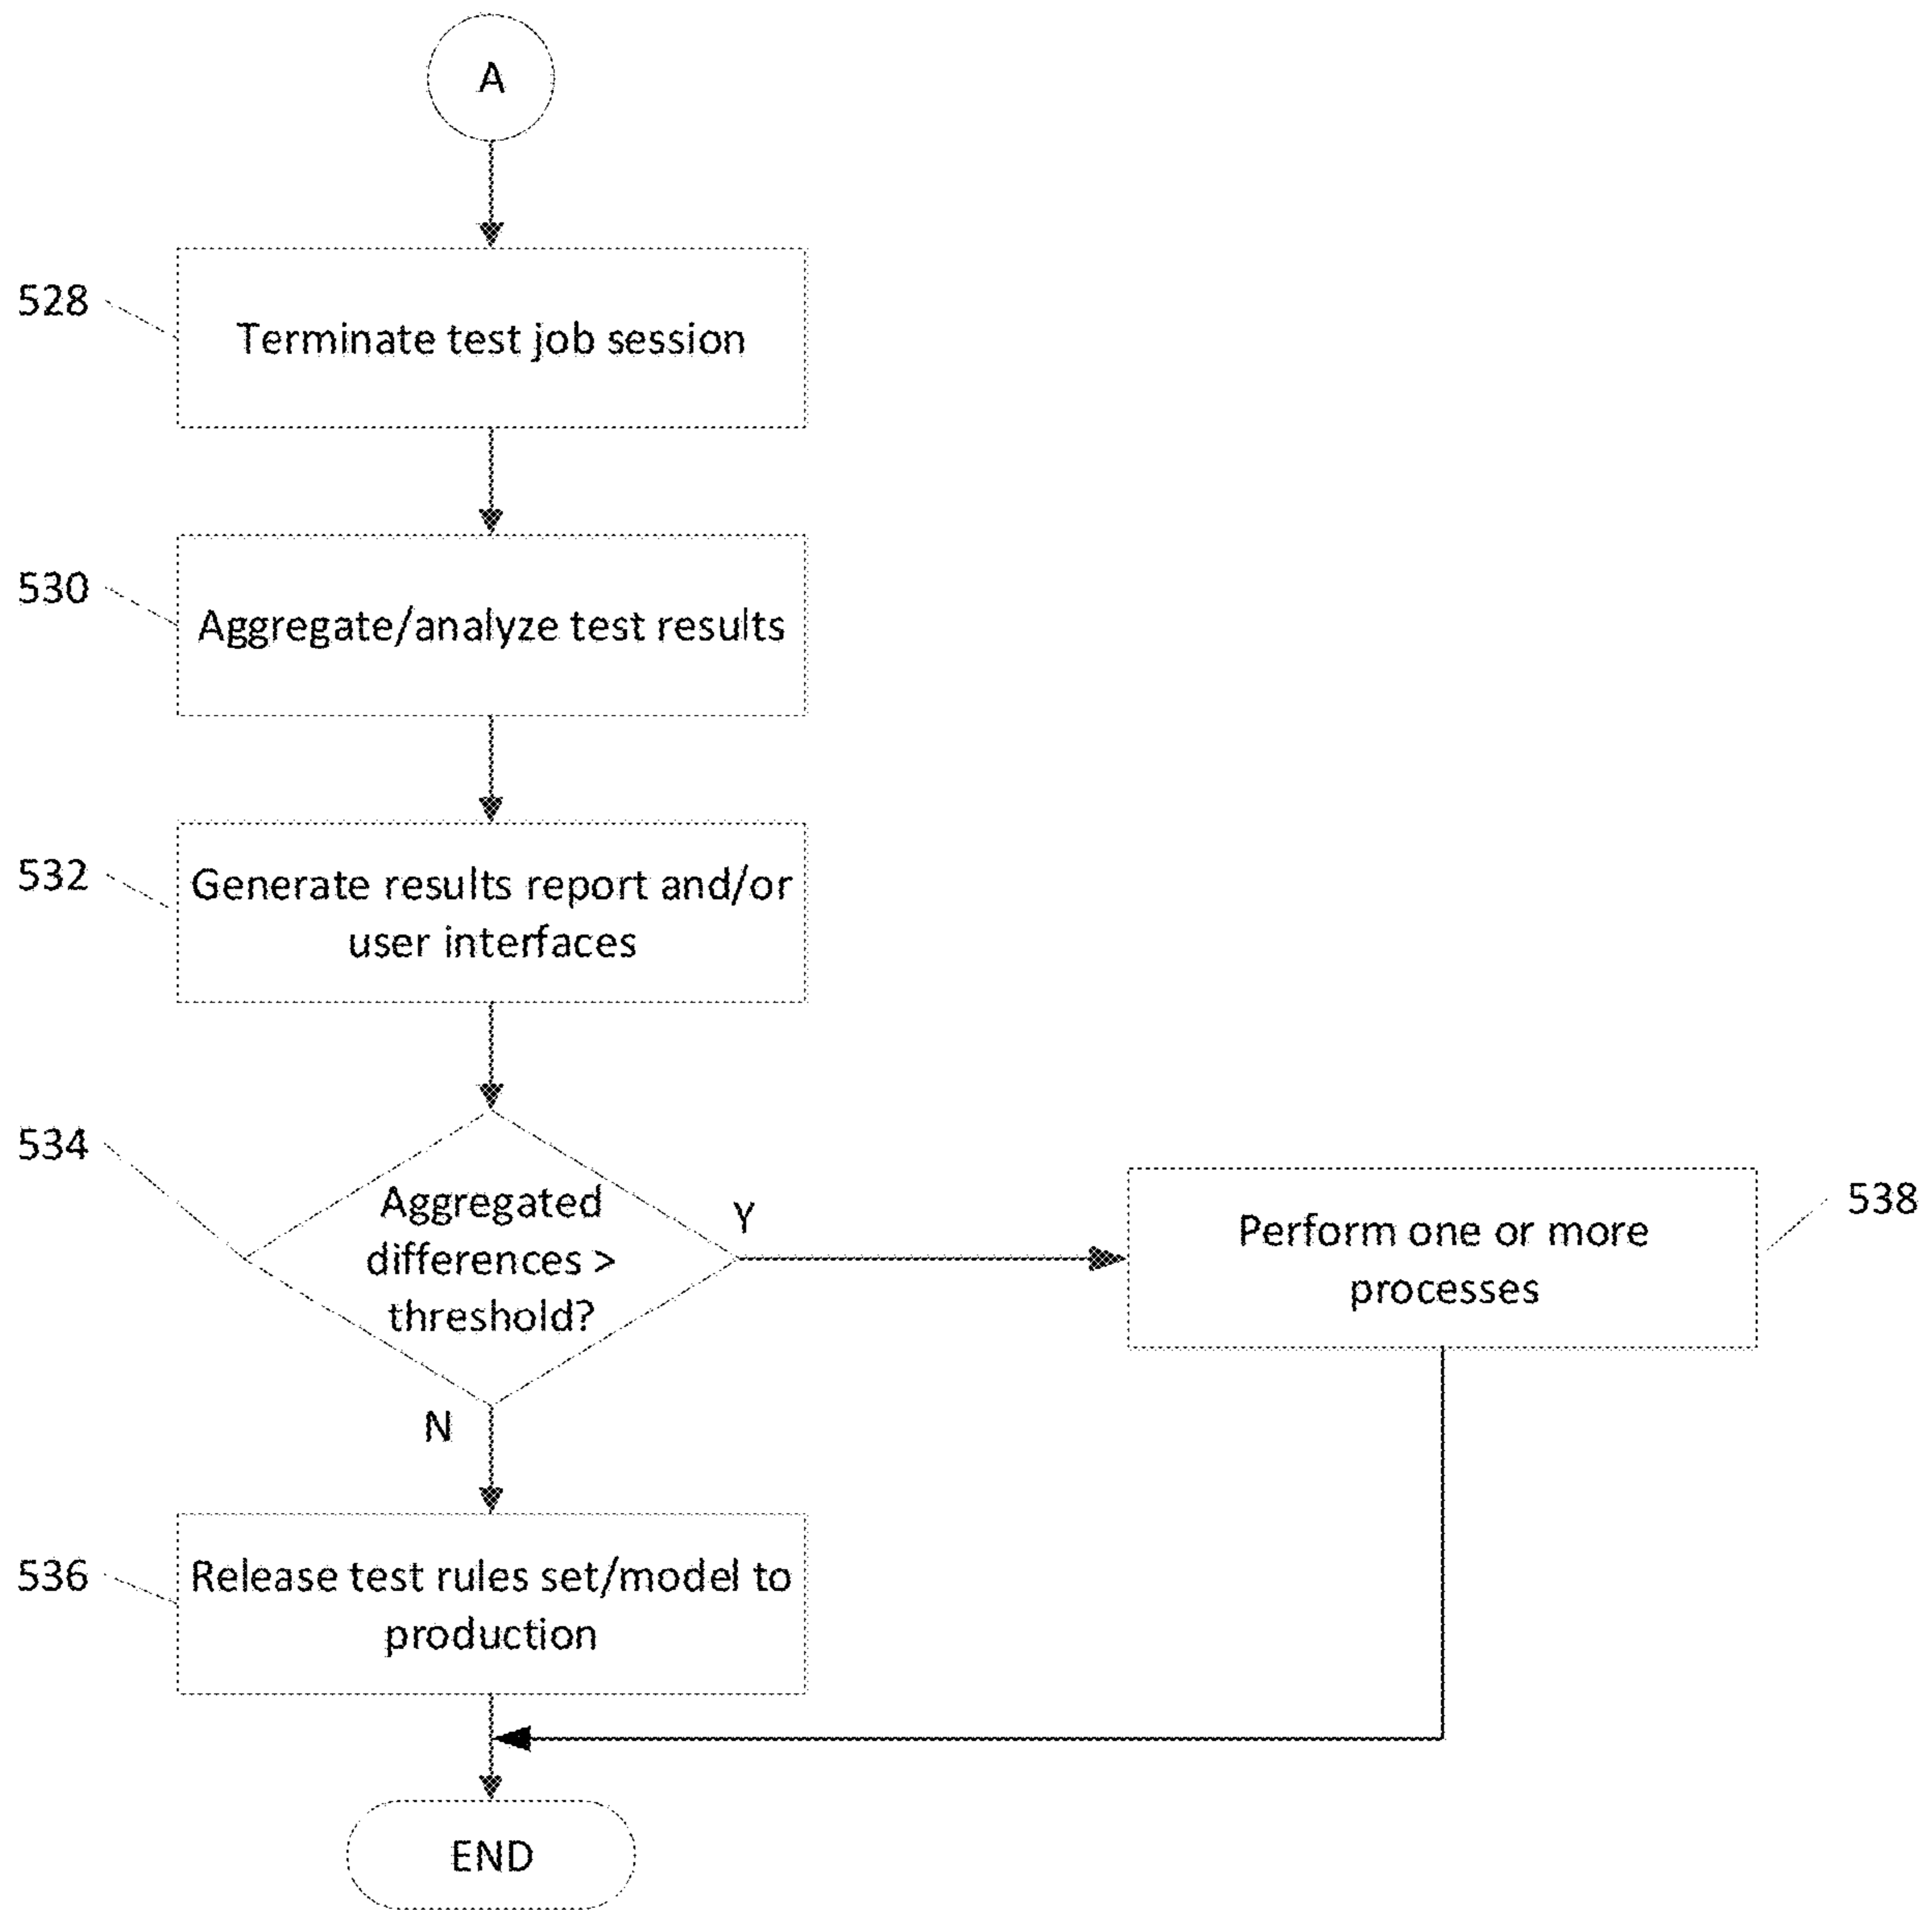 A
528
Terminate test job session
530
Aggregate/analyze test results
532
Generate results report and/or
user interfaces
534
Aggregated
differences >
threshold?
Y
Perform one or more
processes
538
N
536
Release test rules set/model to
production
END